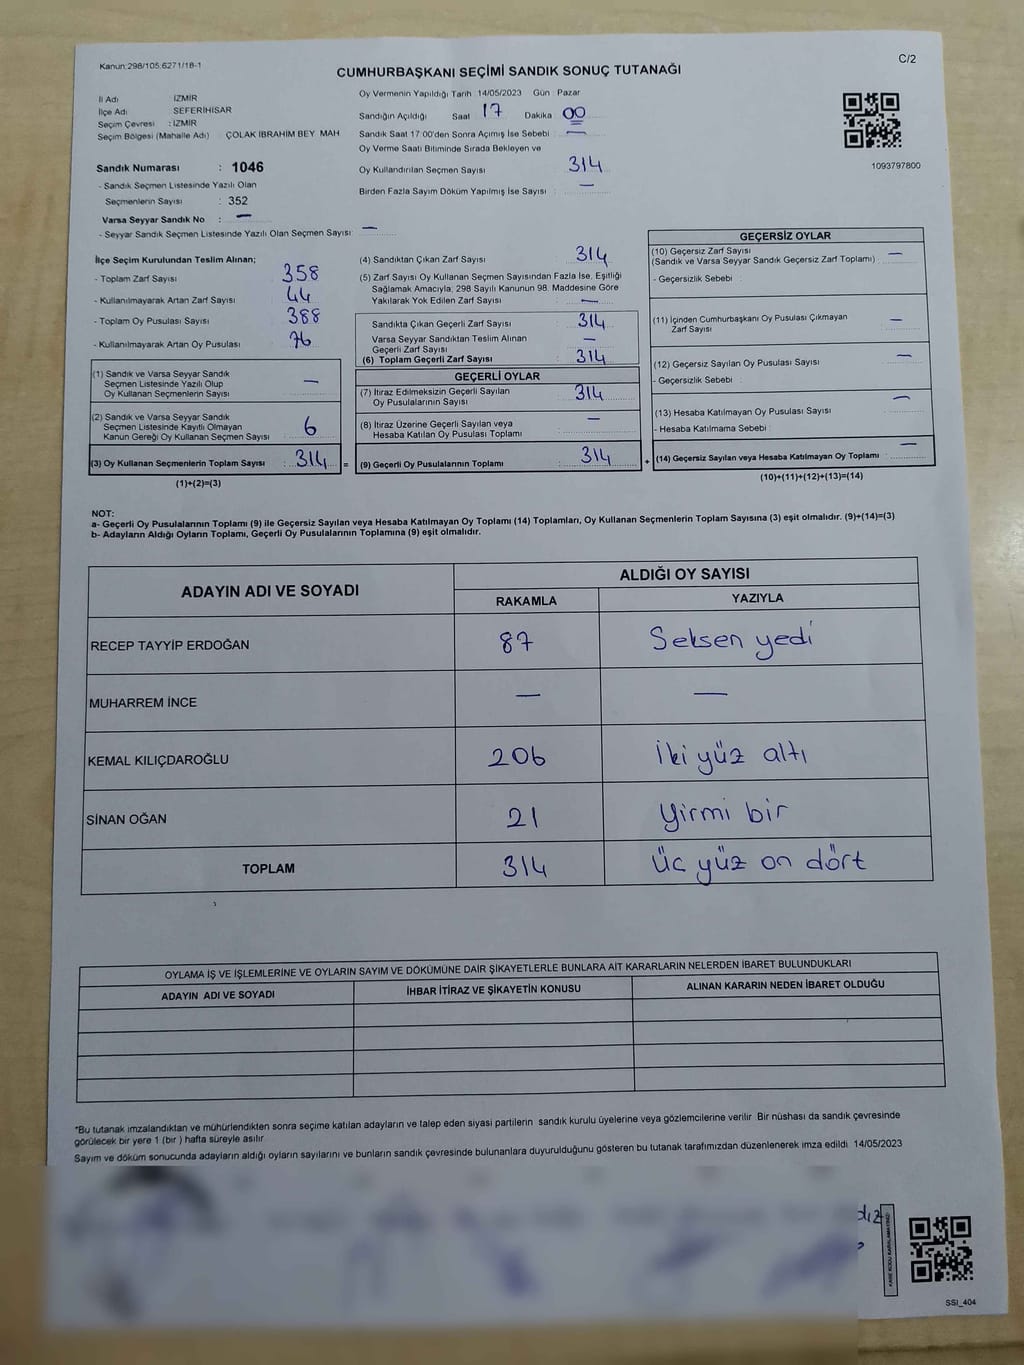 Kanun:298/105,6271/18-1
C/2
CUMHURBAŞKANI SEÇİMİ SANDIK SONUÇ TUTANAĞI
İl Adı İZMİR
İlçe Adı SEFERİHİSAR
Seçim Çevresi : İZMİR
Seçim Bölgesi (Mahalle Adı) ÇOLAK İBRAHİM BEY MAH
Sandık Numarası : 1046
- Sandık Seçmen Listesinde Yazılı Olan
Seçmenlerin Sayısı : 352
Varsa Seyyar Sandık No : —
- Seyyar Sandık Seçmen Listesinde Yazılı Olan Seçmen Sayısı: —
Oy Vermenin Yapıldığı Tarih 14/05/2023 Gün : Pazar
Sandığın Açıldığı Saat 17 Dakika : 00
Sandık Saat 17 00'den Sonra Açımış İse Sebebi —
Oy Verme Saati Bitiminde Sırada Bekleyen ve
Oy Kullandırılan Seçmen Sayısı 314
Birden Fazla Sayım Döküm Yapılmış İse Sayısı : —
1093797800
İlçe Seçim Kurulundan Teslim Alınan;
- Toplam Zarf Sayısı : 358
- Kullanılmayarak Artan Zarf Sayısı : 44
- Toplam Oy Pusulası Sayısı : 388
- Kullanılmayarak Artan Oy Pusulası : 76
(1) Sandık ve Varsa Seyyar Sandık
Seçmen Listesinde Yazılı Olup
Oy Kullanan Seçmenlerin Sayısı : —
(2) Sandık ve Varsa Seyyar Sandık
Seçmen Listesinde Kayıtlı Olmayan
Kanun Gereği Oy Kullanan Seçmen Sayısı : 6
(3) Oy Kullanan Seçmenlerin Toplam Sayısı : 314 =
(1)+(2)=(3)
(4) Sandıktan Çıkan Zarf Sayısı : 314
(5) Zarf Sayısı Oy Kullanan Seçmen Sayısından Fazla İse, Eşitliği
Sağlamak Amacıyla, 298 Sayılı Kanunun 98. Maddesine Göre
Yakılarak Yok Edilen Zarf Sayısı : —
Sandıkta Çıkan Geçerli Zarf Sayısı : 314
Varsa Seyyar Sandıktan Teslim Alınan
Geçerli Zarf Sayısı : —
(6) Toplam Geçerli Zarf Sayısı : 314
GEÇERLİ OYLAR
(7) İtiraz Edilmeksizin Geçerli Sayılan
Oy Pusulalarının Sayısı : 314
(8) İtiraz Üzerine Geçerli Sayılan veya
Hesaba Katılan Oy Pusulası Toplamı : —
(9) Geçerli Oy Pusulalarının Toplamı : 314 +
GEÇERSİZ OYLAR
(10) Geçersiz Zarf Sayısı
(Sandık ve Varsa Seyyar Sandık Geçersiz Zarf Toplamı) : —
- Geçersizlik Sebebi :
(11) İçinden Cumhurbaşkanı Oy Pusulası Çıkmayan
Zarf Sayısı : —
(12) Geçersiz Sayılan Oy Pusulası Sayısı : —
- Geçersizlik Sebebi :
(13) Hesaba Katılmayan Oy Pusulası Sayısı : —
- Hesaba Katılmama Sebebi :
(14) Geçersiz Sayılan veya Hesaba Katılmayan Oy Toplamı : —
(10)+(11)+(12)+(13)=(14)
NOT:
a- Geçerli Oy Pusulalarının Toplamı (9) ile Geçersiz Sayılan veya Hesaba Katılmayan Oy Toplamı (14) Toplamları, Oy Kullanan Seçmenlerin Toplam Sayısına (3) eşit olmalıdır. (9)+(14)=(3)
b- Adayların Aldığı Oyların Toplamı, Geçerli Oy Pusulalarının Toplamına (9) eşit olmalıdır.
ADAYIN ADI VE SOYADI ALDIĞI OY SAYISI
RAKAMLA YAZIYLA
RECEP TAYYİP ERDOĞAN 87 Seksen yedi
MUHARREM İNCE — —
KEMAL KILIÇDAROĞLU 206 İki yüz altı
SİNAN OĞAN 21 yirmi bir
TOPLAM 314 üç yüz on dört
OYLAMA İŞ VE İŞLEMLERİNE VE OYLARIN SAYIM VE DÖKÜMÜNE DAİR ŞİKAYETLERLE BUNLARA AİT KARARLARIN NELERDEN İBARET BULUNDUKLARI
ADAYIN ADI VE SOYADI İHBAR İTİRAZ VE ŞİKAYETİN KONUSU ALINAN KARARIN NEDEN İBARET OLDUĞU
*Bu tutanak imzalandıktan ve mühürlendikten sonra seçime katılan adayların ve talep eden siyasi partilerin sandık kurulu üyelerine veya gözlemcilerine verilir. Bir nüshası da sandık çevresinde
görülecek bir yere 1 (bir ) hafta süreyle asılır.
Sayım ve döküm sonucunda adayların aldığı oyların sayılarını ve bunların sandık çevresinde bulunanlara duyurulduğunu gösteren bu tutanak tarafımızdan düzenlenerek imza edildi. 14/05/2023
SSI_404